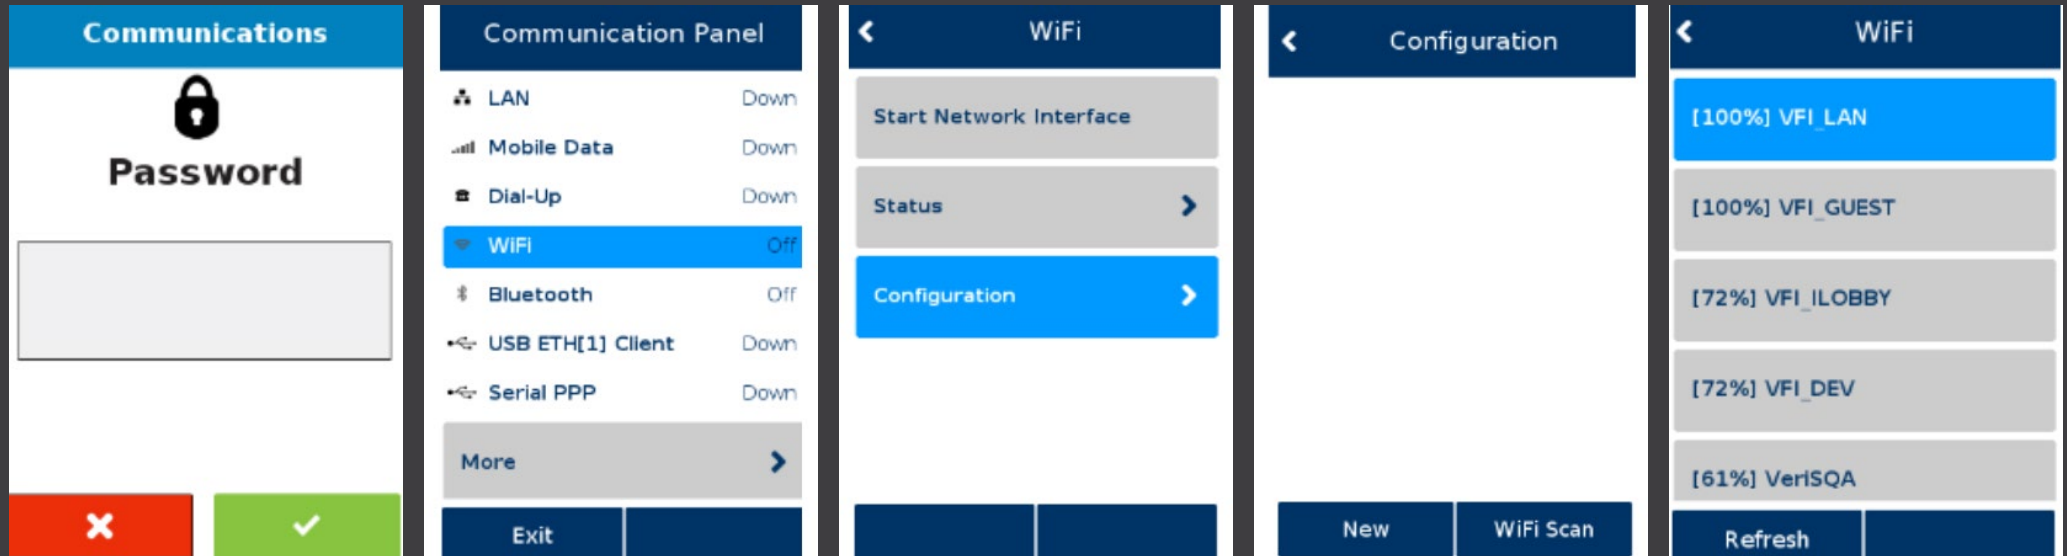 Communications
Password
Communication Panel
LAN Down
Mobile Data Down
Dial-Up Down
WiFi Off
Bluetooth Off
USB ETH[1] Client Down
Serial PPP Down
More
Exit
WiFi
Start Network Interface
Status
Configuration
Configuration
New WiFi Scan
WiFi
[100%] VFI_LAN
[100%] VFI_GUEST
[72%] VFI_ILOBBY
[72%] VFI_DEV
[61%] VeriSQA
Refresh